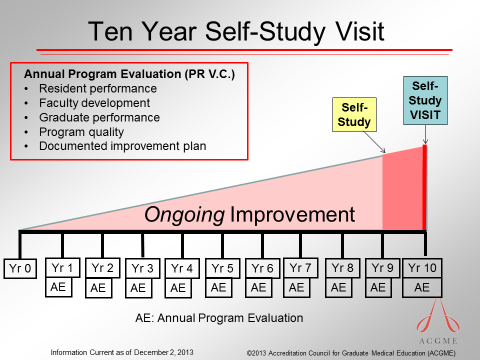 Ten Year Self-Study Visit
Annual Program Evaluation (PR V.C.)
• Resident performance
• Faculty development
• Graduate performance
• Program quality
• Documented improvement plan
Self-
Study
Self-
Study
VISIT
Ongoing Improvement
Yr 0 Yr 1 Yr 2 Yr 3 Yr 4 Yr 5 Yr 6 Yr 7 Yr 8 Yr 9 Yr 10
AE AE AE AE AE AE AE AE AE AE
AE: Annual Program Evaluation
ACGME
Information Current as of December 2, 2013
©2013 Accreditation Council for Graduate Medical Education (ACGME)